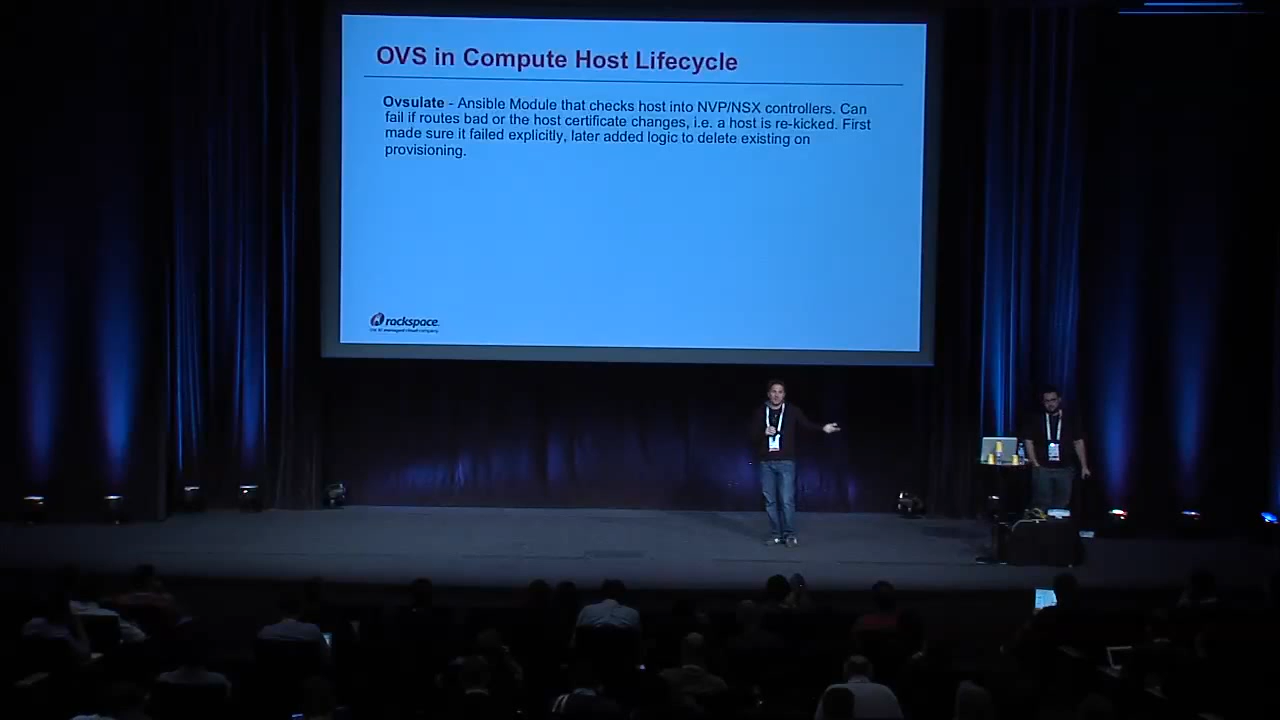 OVS in Compute Host Lifecycle
Ovsulate - Ansible Module that checks host into NVP/NSX controllers. Can
fail if routes bad or the host certificate changes, i.e. a host is re-kicked. First
made sure it failed explicitly, later added logic to delete existing on
provisioning.
rackspace